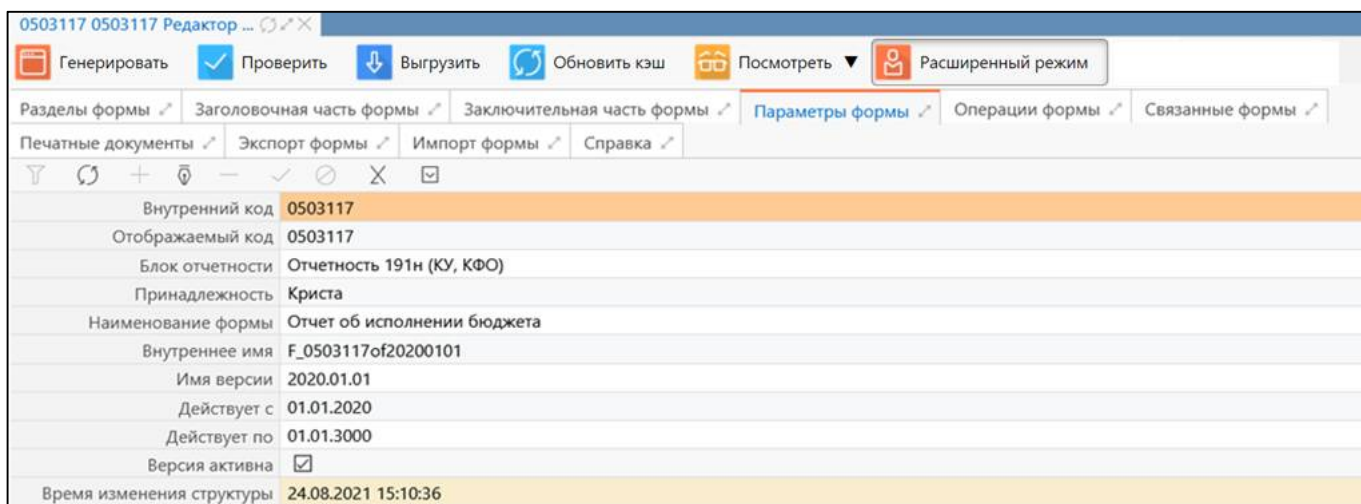 0503117 0503117 Редактор ...
Генерировать Проверить Выгрузить Обновить кэш Посмотреть ▼ Расширенный режим
Разделы формы Заголовочная часть формы Заключительная часть формы Параметры формы Операции формы Связанные формы
Печатные документы Экспорт формы Импорт формы Справка
Внутренний код 0503117
Отображаемый код 0503117
Блок отчетности Отчетность 191н (КУ, КФО)
Принадлежность Криста
Наименование формы Отчет об исполнении бюджета
Внутреннее имя F_0503117of20200101
Имя версии 2020.01.01
Действует с 01.01.2020
Действует по 01.01.3000
Версия активна
Время изменения структуры 24.08.2021 15:10:36